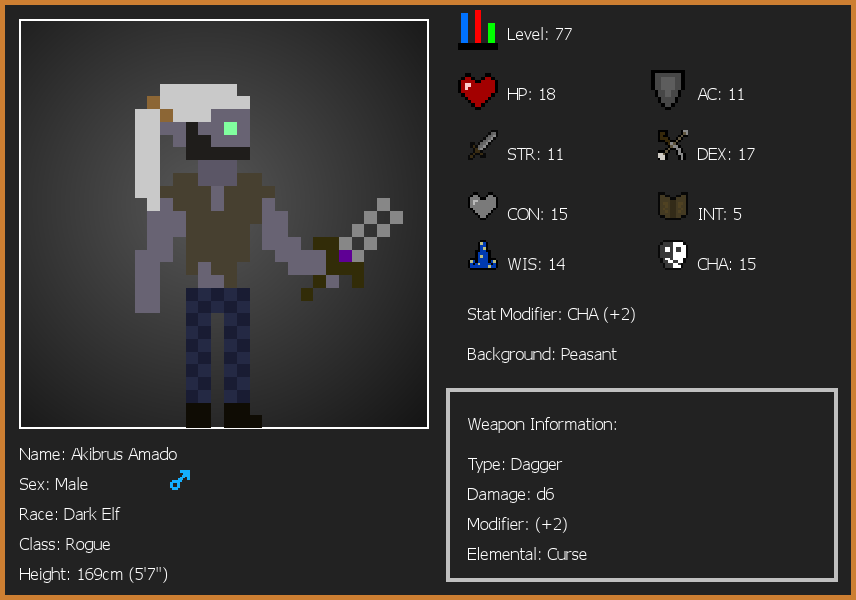 Level: 77
HP: 18
AC: 11
STR: 11
DEX: 17
CON: 15
INT: 5
WIS: 14
CHA: 15
Stat Modifier: CHA (+2)
Background: Peasant
Weapon Information:
Type: Dagger
Damage: d6
Modifier: (+2)
Elemental: Curse
Name: Akibrus Amado
Sex: Male
Race: Dark Elf
Class: Rogue
Height: 169cm (5'7")